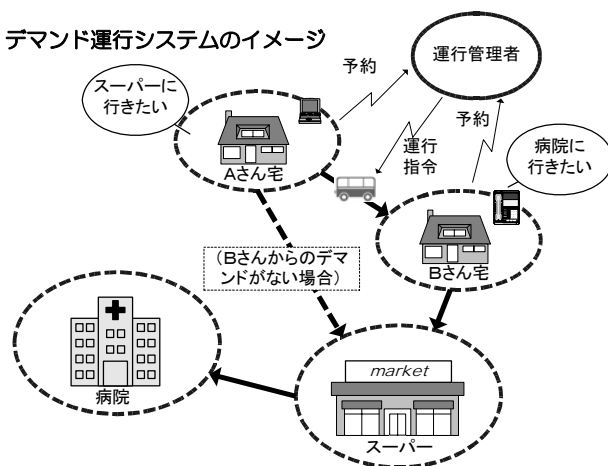 デマンド運行システムのイメージ
スーパーに
行きたい
予約
運行管理者
Aさん宅
運行
指令
予約
病院に
行きたい
Bさん宅
（Bさんからのデマ
ンドがない場合）
病院
market
スーパー